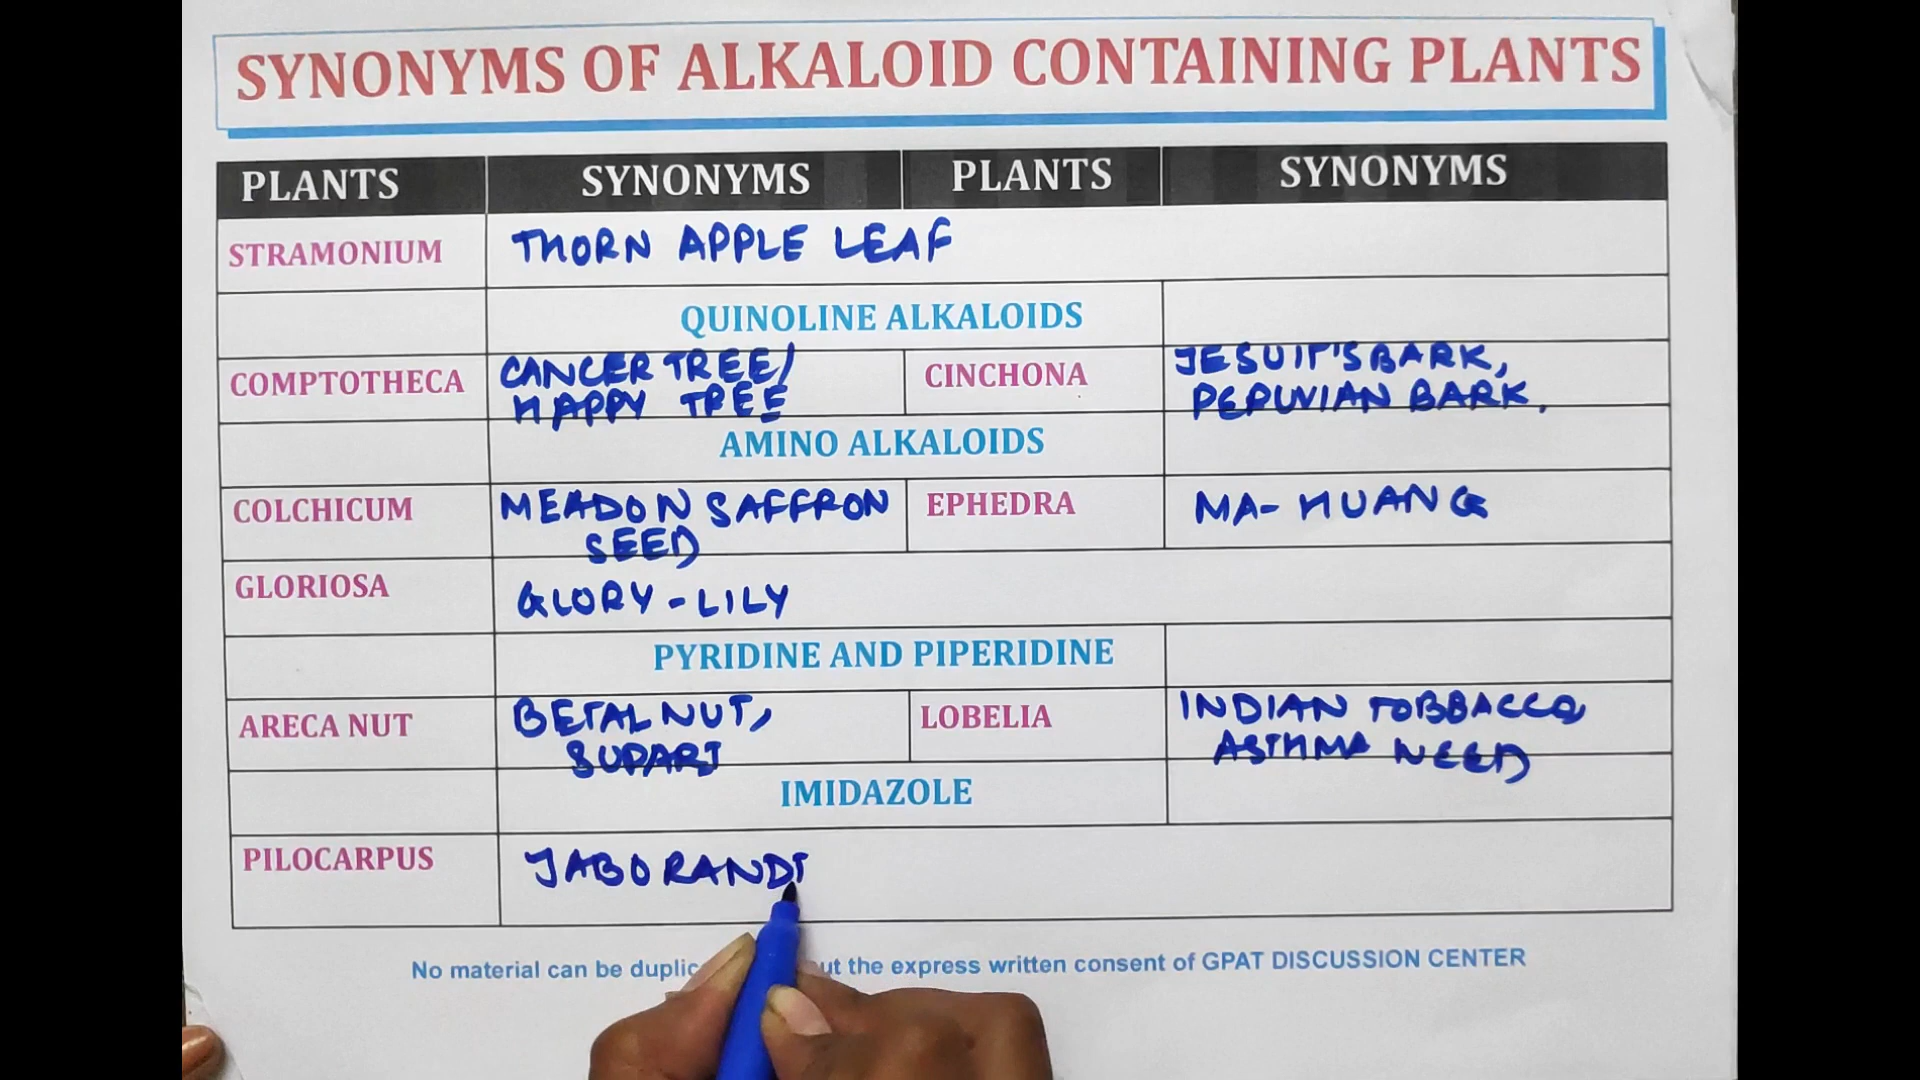 SYNONYMS OF ALKALOID CONTAINING PLANTS
PLANTS SYNONYMS PLANTS SYNONYMS
STRAMONIUM THORN APPLE LEAF
QUINOLINE ALKALOIDS
COMPTOTHECA CANCER TREE/ CINCHONA JESUIT'S BARK,
HAPPY TREE PERUVIAN BARK.
AMINO ALKALOIDS
COLCHICUM MEADON SAFFRON EPHEDRA MA-HUANG
SEED
GLORIOSA GLORY-LILY
PYRIDINE AND PIPERIDINE
ARECA NUT BETALNUT, LOBELIA INDIAN TOBBACCO,
SUPARI ASTHMA WEED
IMIDAZOLE
PILOCARPUS JABORANDI
No material can be duplic ut the express written consent of GPAT DISCUSSION CENTER